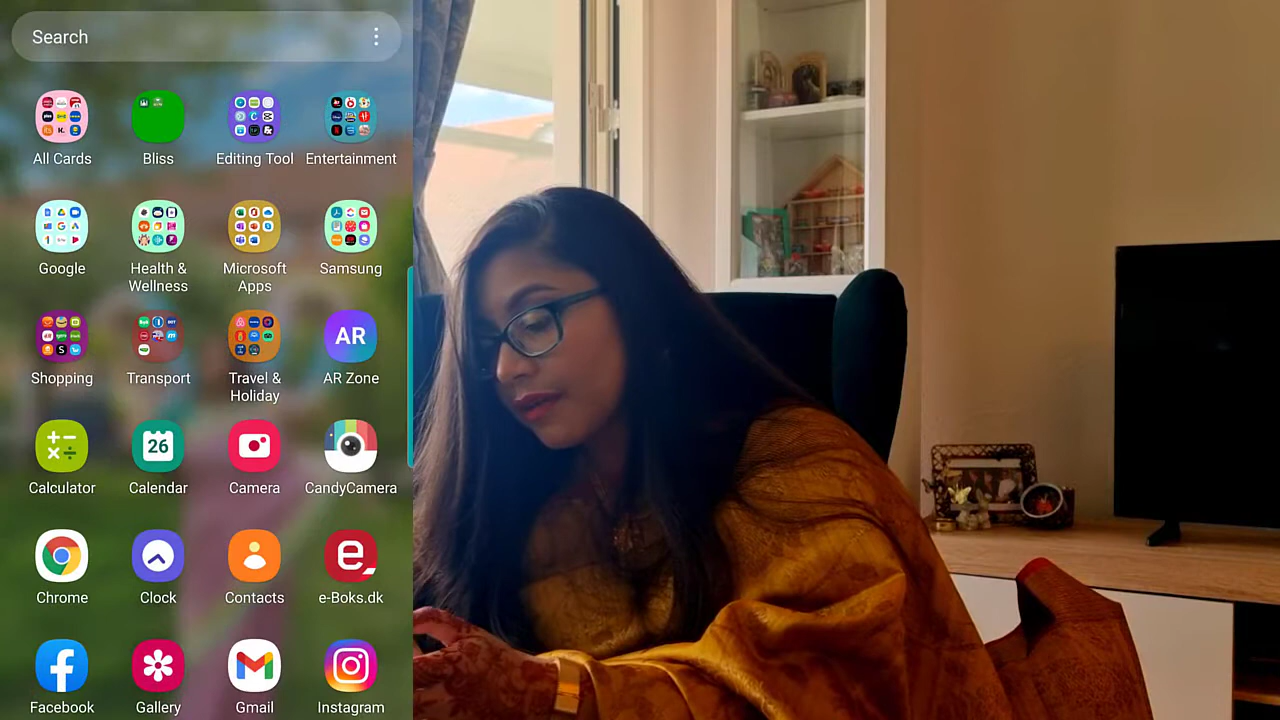 Search
All Cards
Bliss
Editing Tool
Entertainment
Google
Health &
Wellness
Microsoft
Apps
Samsung
Shopping
Transport
Travel &
Holiday
AR
AR Zone
Calculator
26
Calendar
Camera
CandyCamera
Chrome
Clock
Contacts
e
e-Boks.dk
Facebook
Gallery
Gmail
Instagram